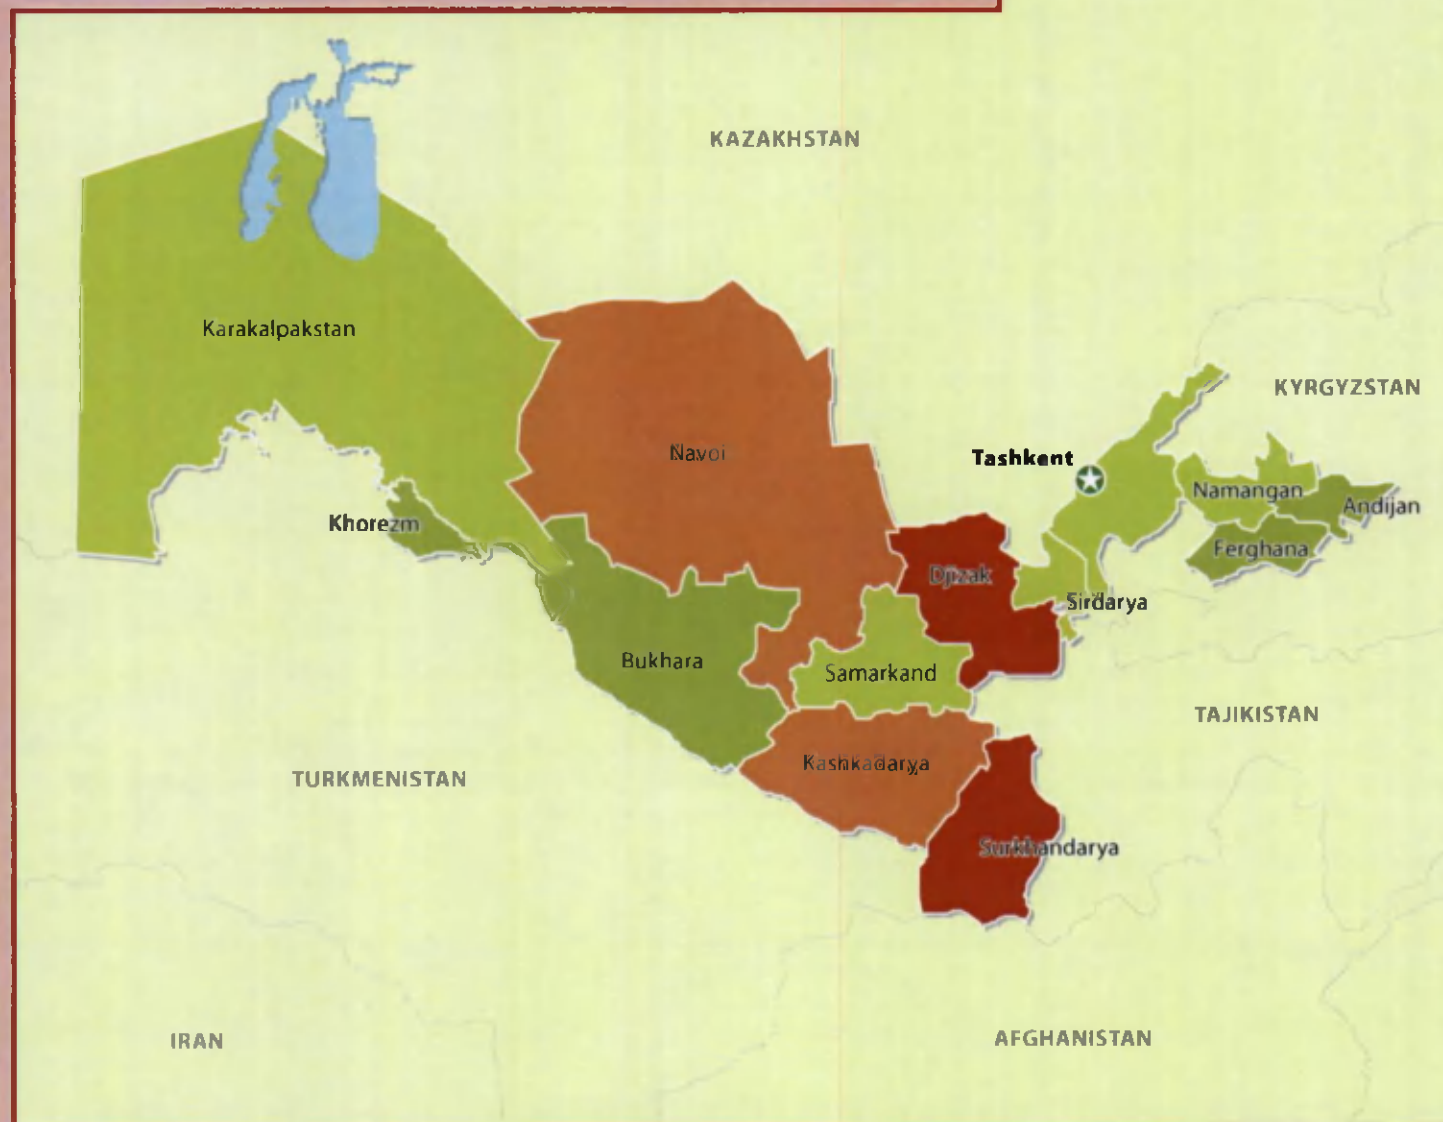 KAZAKHSTAN
Karakalpakstan
KYRGYZSTAN
Navoi
Tashkent
Namangan
Andijan
Khorezm
Ferghana
Djizak
Sirdarya
Bukhara
Samarkand
TAJIKISTAN
Kashkadarya
TURKMENISTAN
Surkhandarya
IRAN
AFGHANISTAN